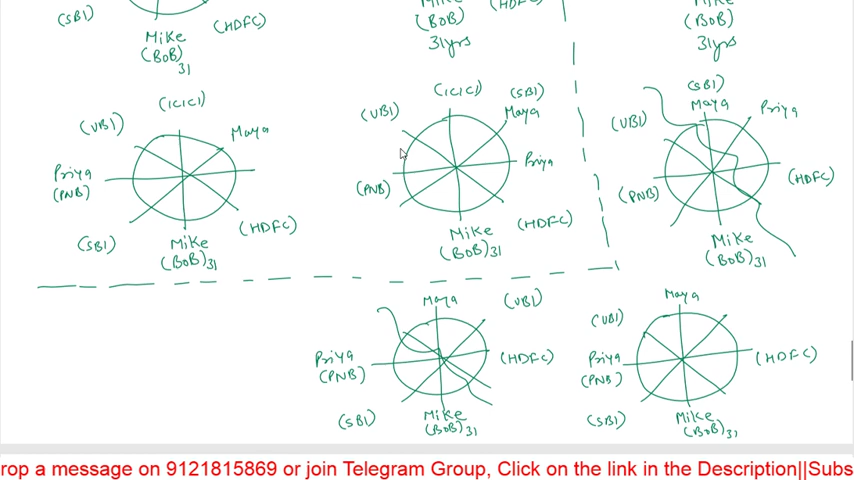 (SBI)
Mike
(BOB)
31
(HDFC)
(BOB)
31yrs
(BOB)
31yrs
(ICICI)
(UBI)
Maya
Priya
(PNB)
(SBI)
Mike
(BOB)31
(HDFC)
(ICICI)
(SBI)
(UBI)
Maya
Priya
(PNB)
Mike
(BOB)31
(HDFC)
(SBI)
Maya
Priya
(UBI)
(HDFC)
(PNB)
Mike
(BOB)31
Maya
(UBI)
Priya
(PNB)
(HDFC)
(SBI)
Mike
(BOB)31
Maya
(UBI)
Priya
(PNB)
(HDFC)
(SBI)
Mike
(BOB)31
rop a message on 9121815869 or join Telegram Group, Click on the link in the Description||Subs